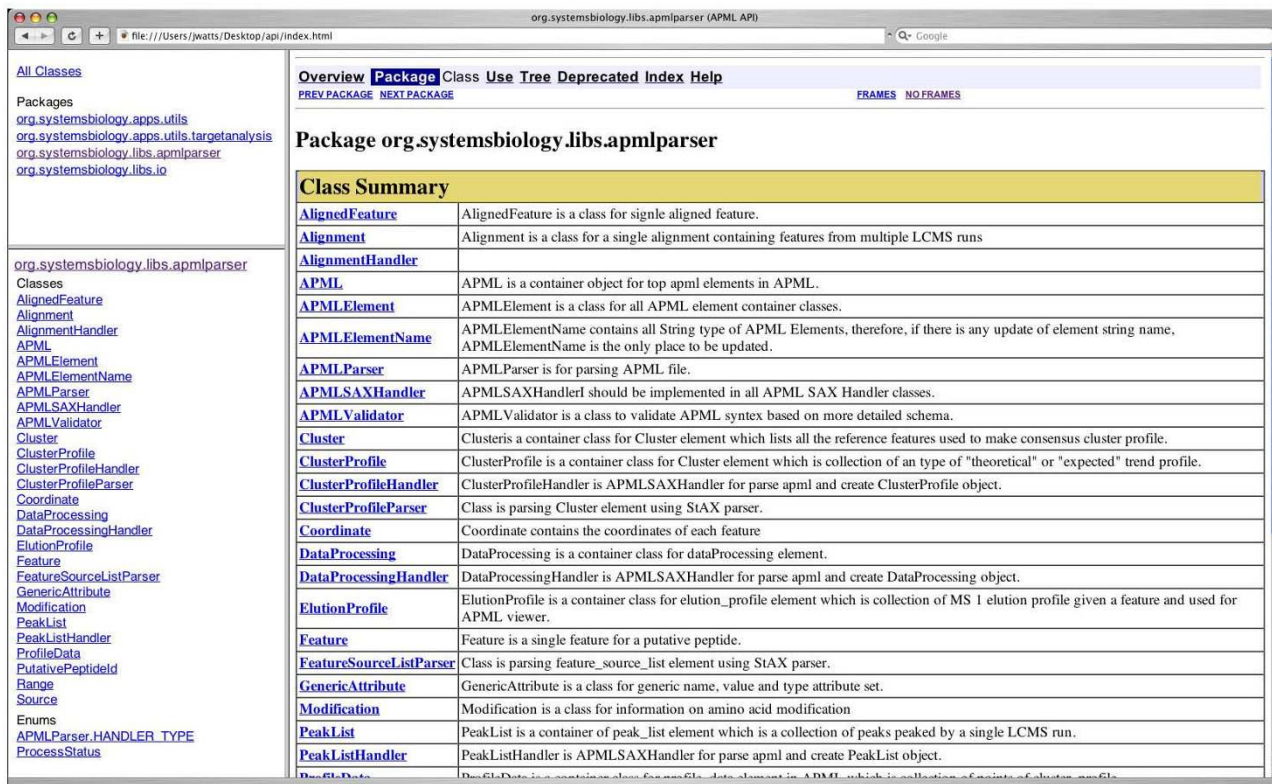 org.systemsbiology.libs.apmlparser (APML API)
file:///Users/jwatts/Desktop/api/index.html
Google
All Classes
Packages
org.systemsbiology.apps.utils
org.systemsbiology.apps.utils.targetanalysis
org.systemsbiology.libs.apmlparser
org.systemsbiology.libs.io
org.systemsbiology.libs.apmlparser
Classes
AlignedFeature
Alignment
AlignmentHandler
APML
APMLElement
APMLElementName
APMLParser
APMLSAXHandler
APMLValidator
Cluster
ClusterProfile
ClusterProfileHandler
ClusterProfileParser
Coordinate
DataProcessing
DataProcessingHandler
ElutionProfile
Feature
FeatureSourceListParser
GenericAttribute
Modification
PeakList
PeakListHandler
ProfileData
PutativePeptideId
Range
Source
Enums
APMLParser.HANDLER_TYPE
ProcessStatus
Overview Package Class Use Tree Deprecated Index Help
PREV PACKAGE NEXT PACKAGE FRAMES NO FRAMES
Package org.systemsbiology.libs.apmlparser
Class Summary
AlignedFeature AlignedFeature is a class for signle aligned feature.
Alignment Alignment is a class for a single alignment containing features from multiple LCMS runs
AlignmentHandler
APML APML is a container object for top apml elements in APML.
APMLElement APMLElement is a class for all APML element container classes.
APMLElementName APMLElementName contains all String type of APML Elements, therefore, if there is any update of element string name,
APMLElementName is the only place to be updated.
APMLParser APMLParser is for parsing APML file.
APMLSAXHandler APMLSAXHandlerI should be implemented in all APML SAX Handler classes.
APMLValidator APMLValidator is a class to validate APML syntex based on more detailed schema.
Cluster Clusteris a container class for Cluster element which lists all the reference features used to make consensus cluster profile.
ClusterProfile ClusterProfile is a container class for Cluster element which is collection of an type of "theoretical" or "expected" trend profile.
ClusterProfileHandler ClusterProfileHandler is APMLSAXHandler for parse apml and create ClusterProfile object.
ClusterProfileParser Class is parsing Cluster element using StAX parser.
Coordinate Coordinate contains the coordinates of each feature
DataProcessing DataProcessing is a container class for dataProcessing element.
DataProcessingHandler DataProcessingHandler is APMLSAXHandler for parse apml and create DataProcessing object.
ElutionProfile ElutionProfile is a container class for elution_profile element which is collection of MS 1 elution profile given a feature and used for
APML viewer.
Feature Feature is a single feature for a putative peptide.
FeatureSourceListParser Class is parsing feature_source_list element using StAX parser.
GenericAttribute GenericAttribute is a class for generic name, value and type attribute set.
Modification Modification is a class for information on amino acid modification
PeakList PeakList is a container of peak_list element which is a collection of peaks peaked by a single LCMS run.
PeakListHandler PeakListHandler is APMLSAXHandler for parse apml and create PeakList object.
ProfileData ProfileData is a container class for profile_data element in APML which is collection of points of cluster_profile